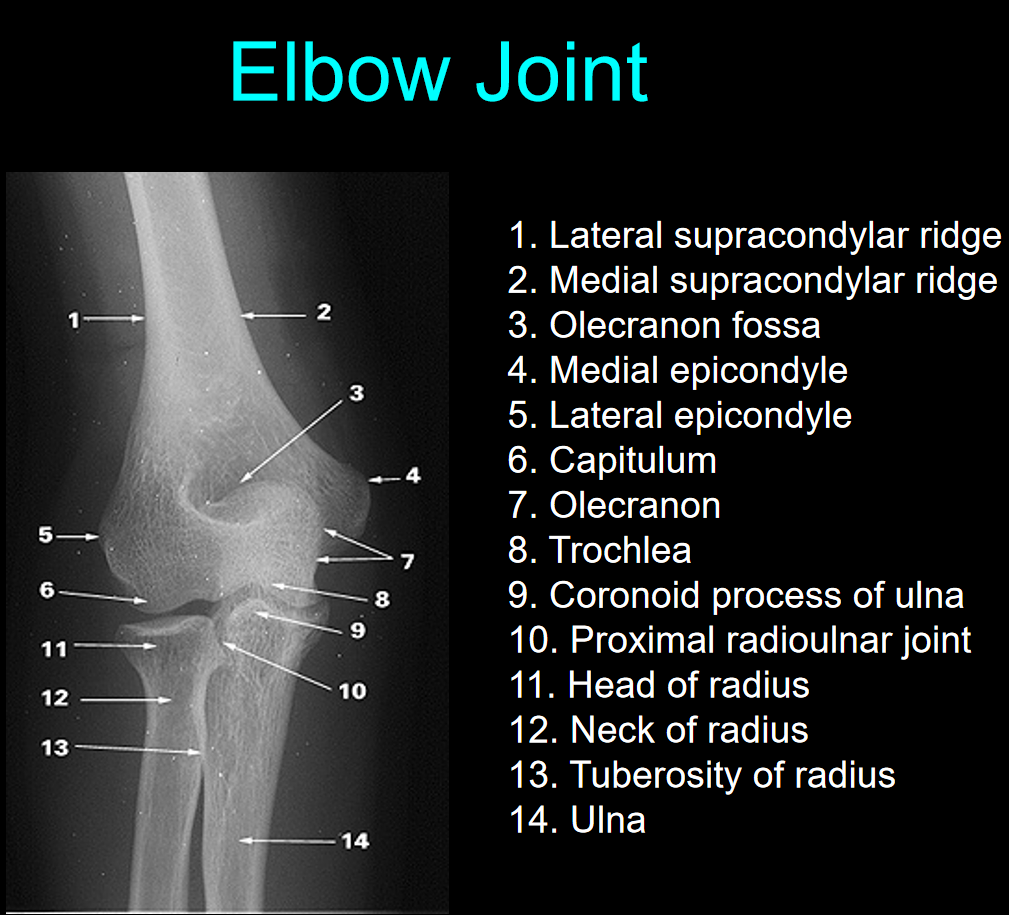 Elbow Joint
1
2
3
4
5
6
7
8
9
10
11
12
13
14
1. Lateral supracondylar ridge
2. Medial supracondylar ridge
3. Olecranon fossa
4. Medial epicondyle
5. Lateral epicondyle
6. Capitulum
7. Olecranon
8. Trochlea
9. Coronoid process of ulna
10. Proximal radioulnar joint
11. Head of radius
12. Neck of radius
13. Tuberosity of radius
14. Ulna